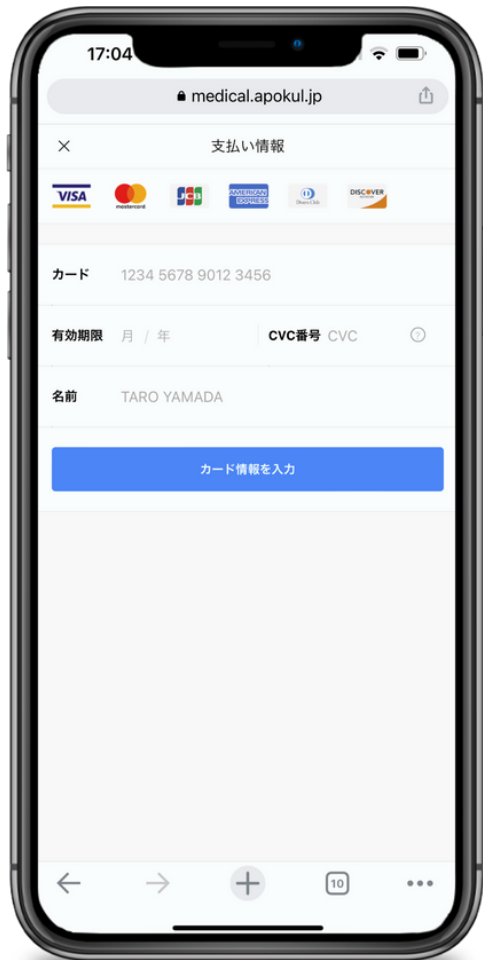 17:04
medical.apokul.jp
支払い情報
VISA mastercard JCB AMERICAN EXPRESS Diners Club DISCOVER
カード 1234 5678 9012 3456
有効期限 月 / 年 CVC番号 CVC ?
名前 TARO YAMADA
カード情報を入力
10